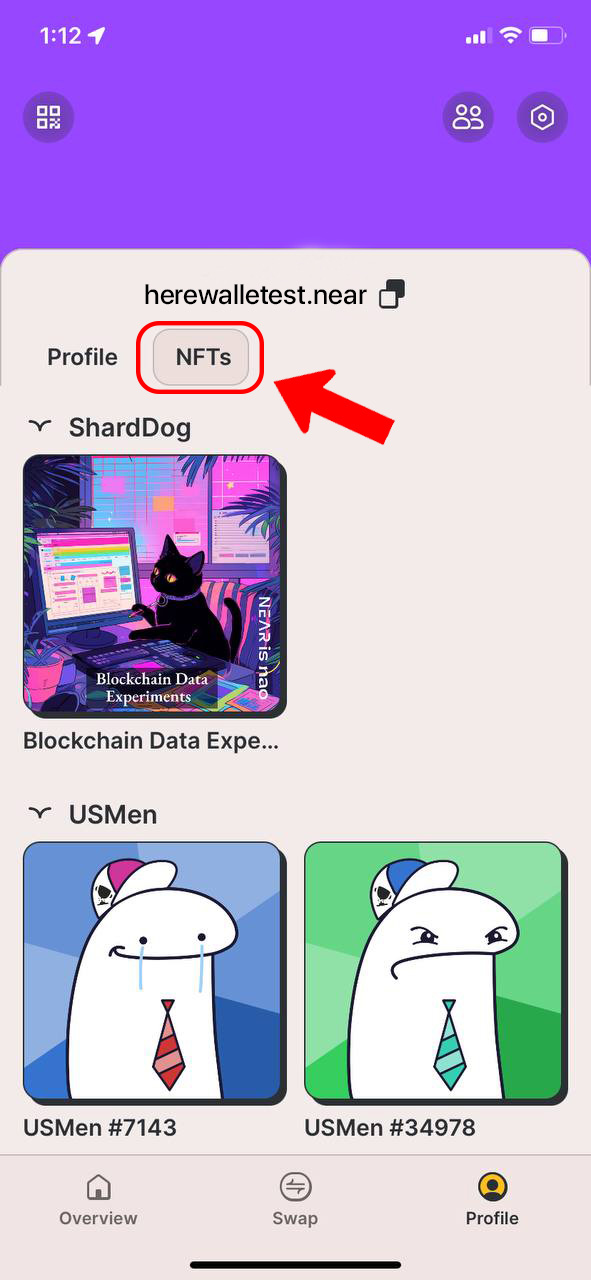 1:12
herewalletest.near
Profile
NFTs
ShardDog
NEAR is nao
Blockchain Data
Experiments
Blockchain Data Expe...
USMen
USMen #7143
USMen #34978
Overview
Swap
Profile